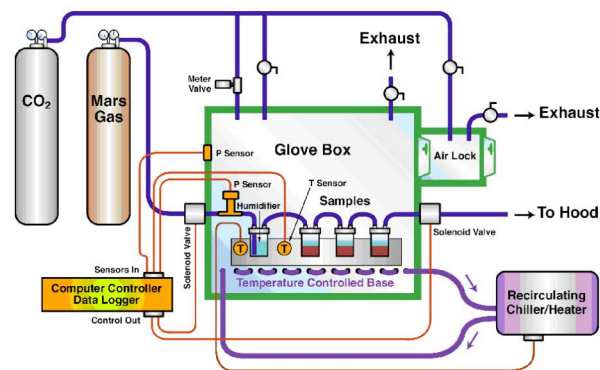 Exhaust
Meter
Valve
CO2
Mars
Gas
Exhaust
Glove Box
Air Lock
P Sensor
P Sensor
T Sensor
Humidifier
Samples
To Hood
Solenoid Valve
Solenoid
Valve
T
T
Sensors In
Computer Controller
Data Logger
Control Out
Temperature Controlled Base
Recirculating
Chiller/Heater